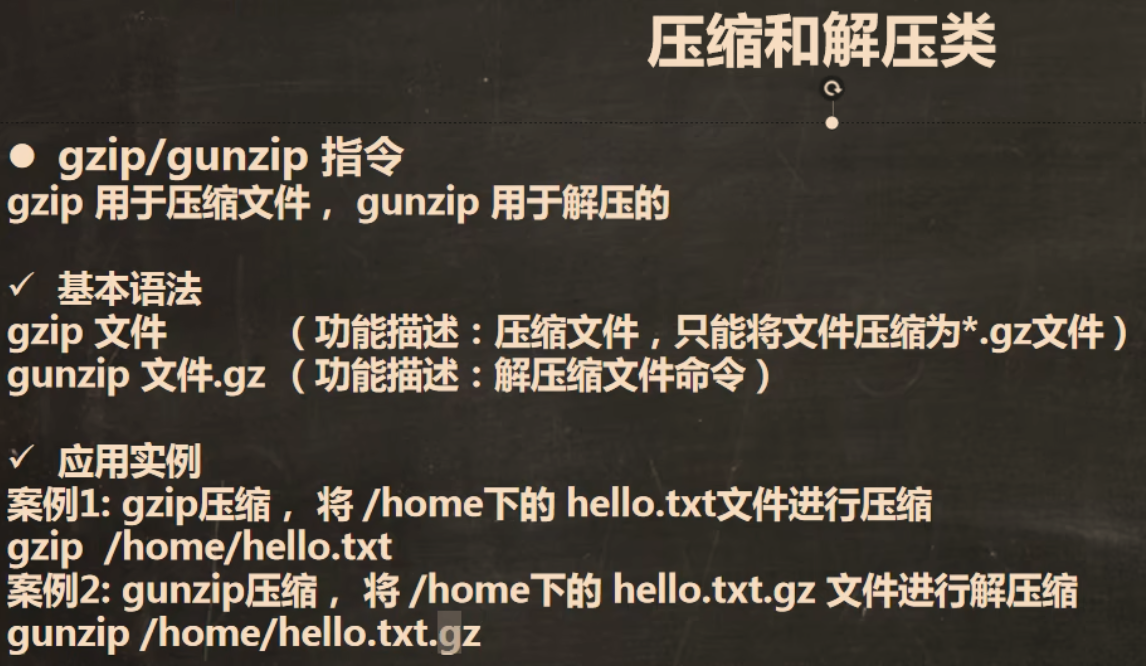 压缩和解压类
● gzip/gunzip 指令
gzip 用于压缩文件， gunzip 用于解压的
✓ 基本语法
gzip 文件 （功能描述：压缩文件，只能将文件压缩为*.gz文件）
gunzip 文件.gz （功能描述：解压缩文件命令）
✓ 应用实例
案例1: gzip压缩， 将 /home下的 hello.txt文件进行压缩
gzip /home/hello.txt
案例2: gunzip压缩， 将 /home下的 hello.txt.gz 文件进行解压缩
gunzip /home/hello.txt.gz